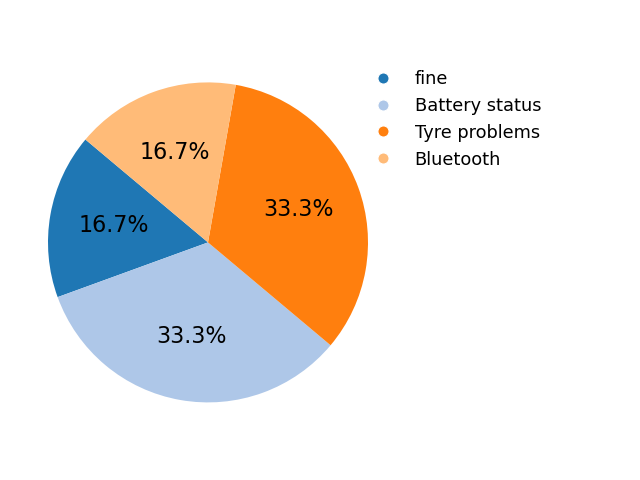 fine
Battery status
Tyre problems
Bluetooth
16.7%
33.3%
16.7%
33.3%